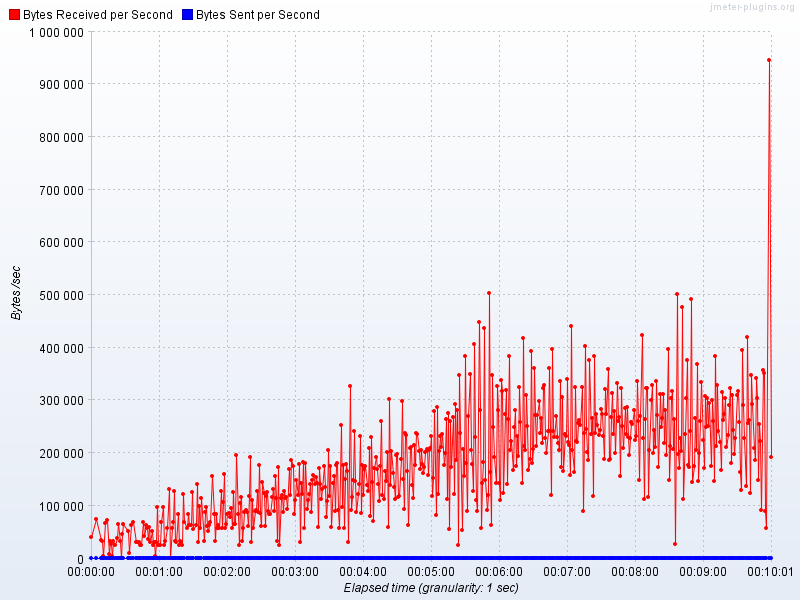 jmeter-plugins.org
Bytes Received per Second Bytes Sent per Second
1 000 000
900 000
800 000
700 000
600 000
500 000
400 000
300 000
200 000
100 000
0
Bytes /sec
00:00:00 00:01:00 00:02:00 00:03:00 00:04:00 00:05:00 00:06:00 00:07:00 00:08:00 00:09:00 00:10:01
Elapsed time (granularity: 1 sec)